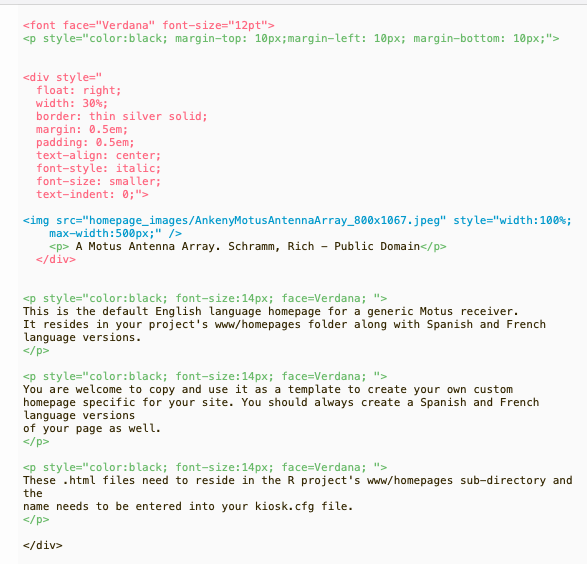 <font face="Verdana" font-size="12pt">
<p style="color:black; margin-top: 10px;margin-left: 10px; margin-bottom: 10px;">
<div style="
float: right;
width: 30%;
border: thin silver solid;
margin: 0.5em;
padding: 0.5em;
text-align: center;
font-style: italic;
font-size: smaller;
text-indent: 0;">
<img src="homepage_images/AnkenyMotusAntennaArray_800x1067.jpeg" style="width:100%;
max-width:500px;" />
<p> A Motus Antenna Array. Schramm, Rich – Public Domain</p>
</div>
<p style="color:black; font-size:14px; face=Verdana; ">
This is the default English language homepage for a generic Motus receiver.
It resides in your project's www/homepages folder along with Spanish and French
language versions.
</p>
<p style="color:black; font-size:14px; face=Verdana; ">
You are welcome to copy and use it as a template to create your own custom
homepage specific for your site. You should always create a Spanish and French
language versions
of your page as well.
</p>
<p style="color:black; font-size:14px; face=Verdana; ">
These .html files need to reside in the R project's www/homepages sub-directory and
the
name needs to be entered into your kiosk.cfg file.
</p>
</div>